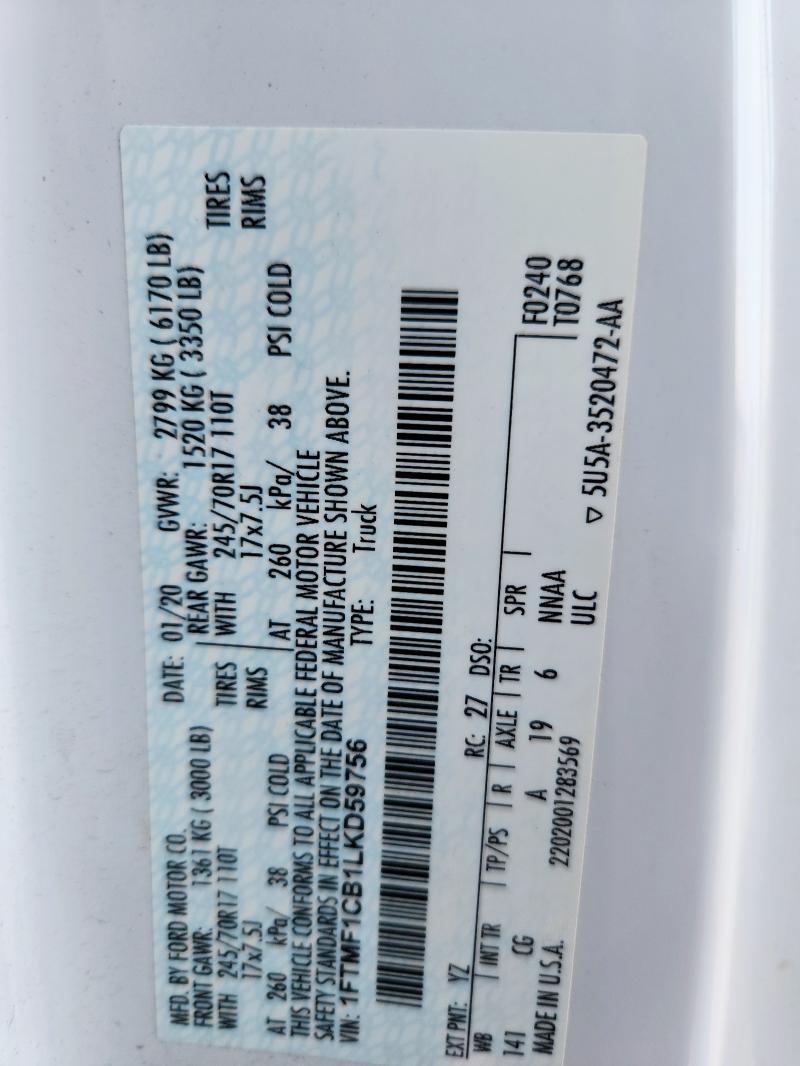 MFD. BY FORD MOTOR CO. DATE: 01/20 GVWR: 2799 KG ( 6170 LB)
FRONT GAWR: 1361 KG ( 3000 LB) REAR GAWR: 1520 KG ( 3350 LB)
WITH 245/70R17 110T TIRES WITH 245/70R17 110T TIRES
17x7.5J RIMS 17x7.5J RIMS
AT 260 kPa/ 38 PSI COLD AT 260 kPa/ 38 PSI COLD
THIS VEHICLE CONFORMS TO ALL APPLICABLE FEDERAL MOTOR VEHICLE
SAFETY STANDARDS IN EFFECT ON THE DATE OF MANUFACTURE SHOWN ABOVE.
VIN: 1FTMF1CB1LKD59756 TYPE: Truck
EXT PNT: YZ RC: 27 DSO:
WB INT TR TP/PS R AXLE TR SPR F0240
141 CG A 19 6 NNAA T0768
MADE IN U.S.A. 2202001283569 ULC
▽ 5U5A-3520472-AA